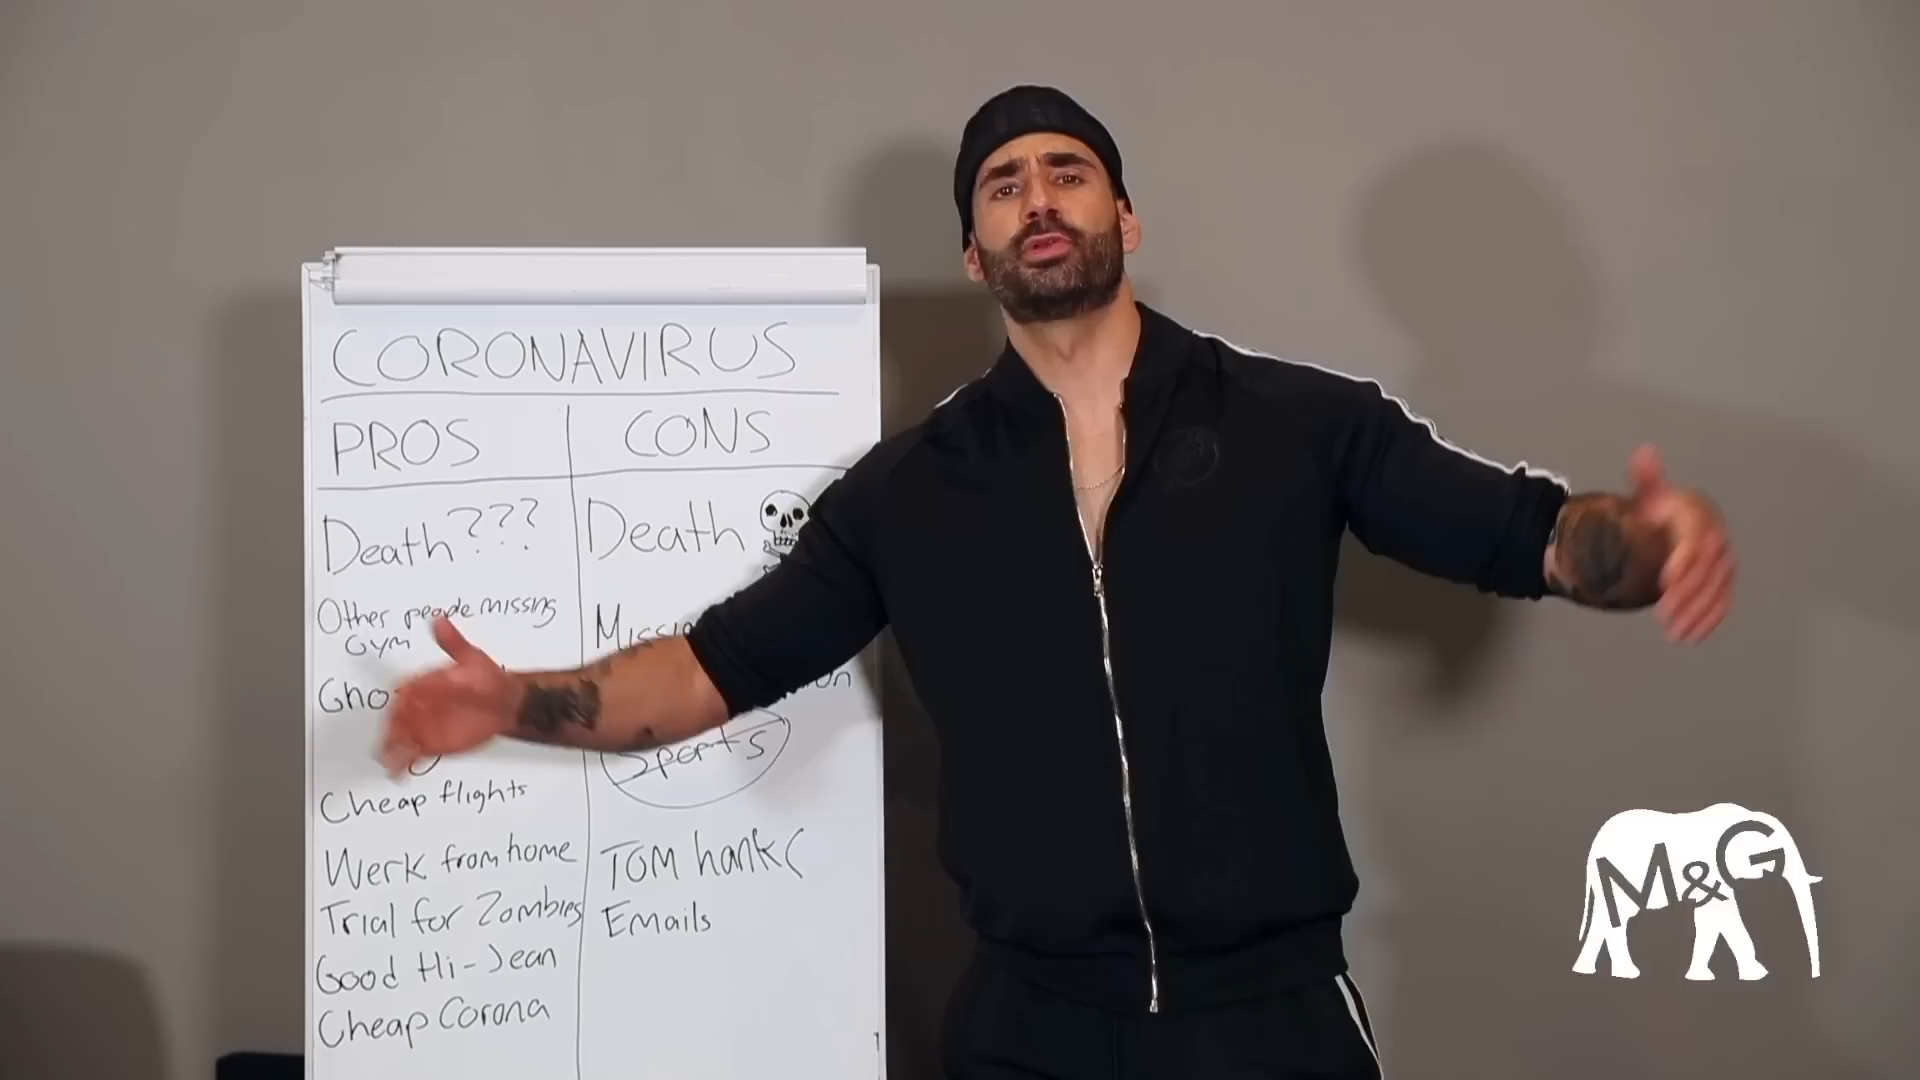 CORONAVIRUS
PROS
CONS
Death???
Other people missing
Gym
Cheap flights
Werk from home
Trial for Zombies
Good Hi-Jean
Cheap Corona
Death
Sports
TOM hank(
Emails
M&G